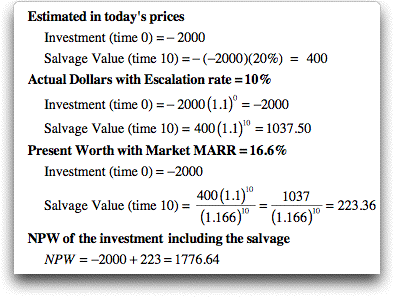 Estimated in today's prices
Investment (time 0) = – 2000
Salvage Value (time 10) = – (–2000)(20%) = 400
Actual Dollars with Escalation rate = 10%
Investment (time 0) = – 2000(1.1)^0 = –2000
Salvage Value (time 10) = 400(1.1)^10 = 1037.50
Present Worth with Market MARR = 16.6%
Investment (time 0) = –2000
Salvage Value (time 10) = 400(1.1)^10 / (1.166)^10 = 1037 / (1.166)^10 = 223.36
NPW of the investment including the salvage
NPW = –2000 + 223 = 1776.64